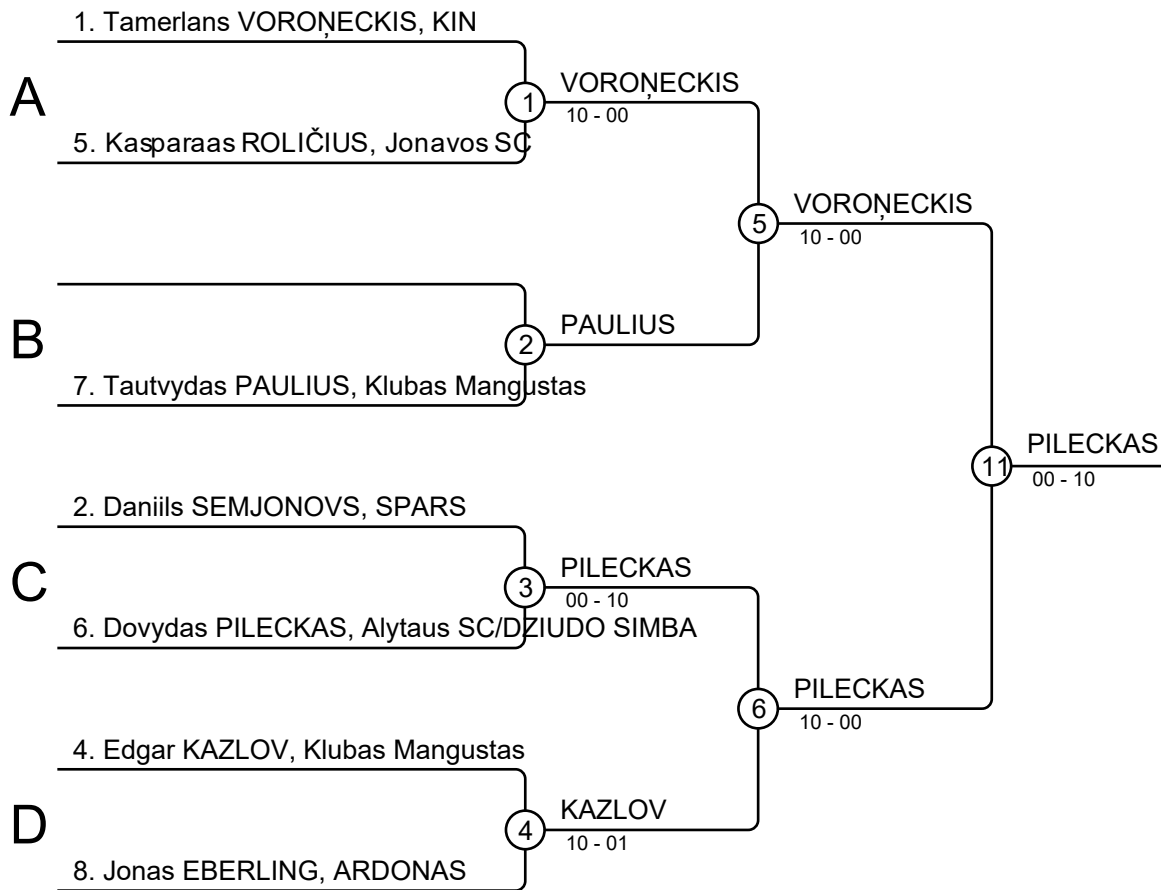 1. Tamerlans VOROŅECKIS, KIN
A
1
VOROŅECKIS
10 - 00
5. Kasparaas ROLIČIUS, Jonavos SC
5
VOROŅECKIS
10 - 00
B
2
PAULIUS
7. Tautvydas PAULIUS, Klubas Mangustas
11
PILECKAS
00 - 10
2. Daniils SEMJONOVS, SPARS
C
3
PILECKAS
00 - 10
6. Dovydas PILECKAS, Alytaus SC/DZIUDO SIMBA
6
PILECKAS
10 - 00
4. Edgar KAZLOV, Klubas Mangustas
D
4
KAZLOV
10 - 01
8. Jonas EBERLING, ARDONAS